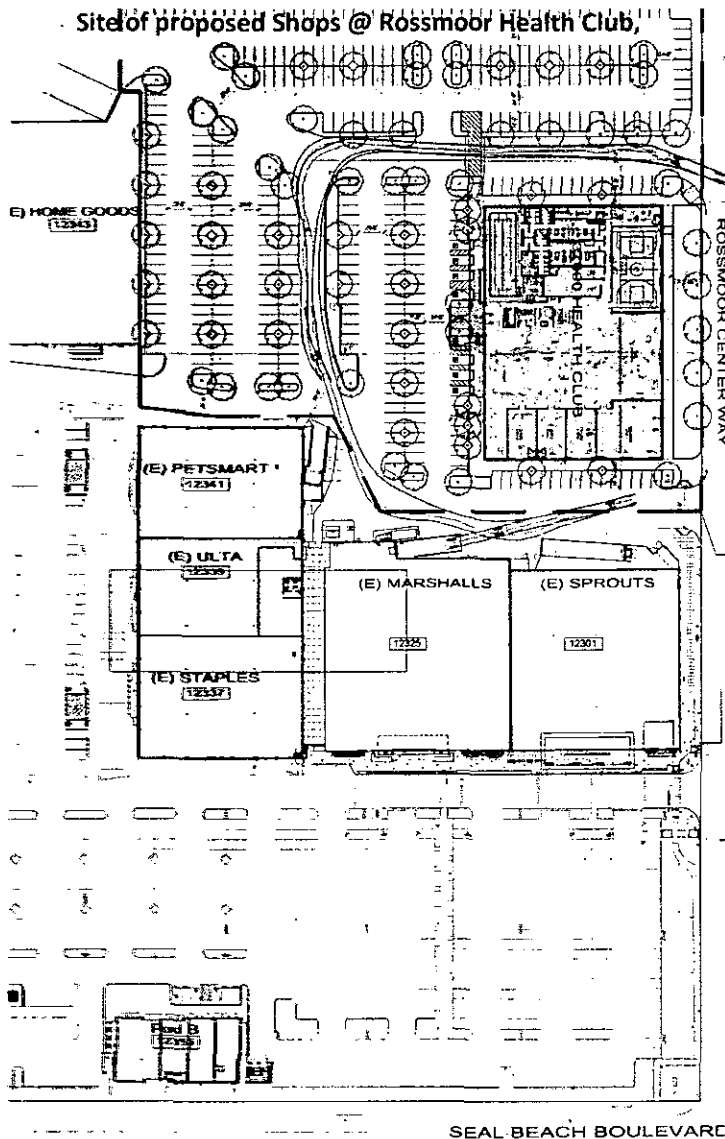 Site of proposed Shops @ Rossmoor Health Club,
E) HOME GOODS
12343
HEALTH CLUB
ROSSMOOR CENTER WAY
(E) PETSMART
12341
(E) ULTA
(E) MARSHALLS
(E) SPROUTS
12325
12301
(E) STAPLES
12337
Pad B
SEAL BEACH BOULEVARD